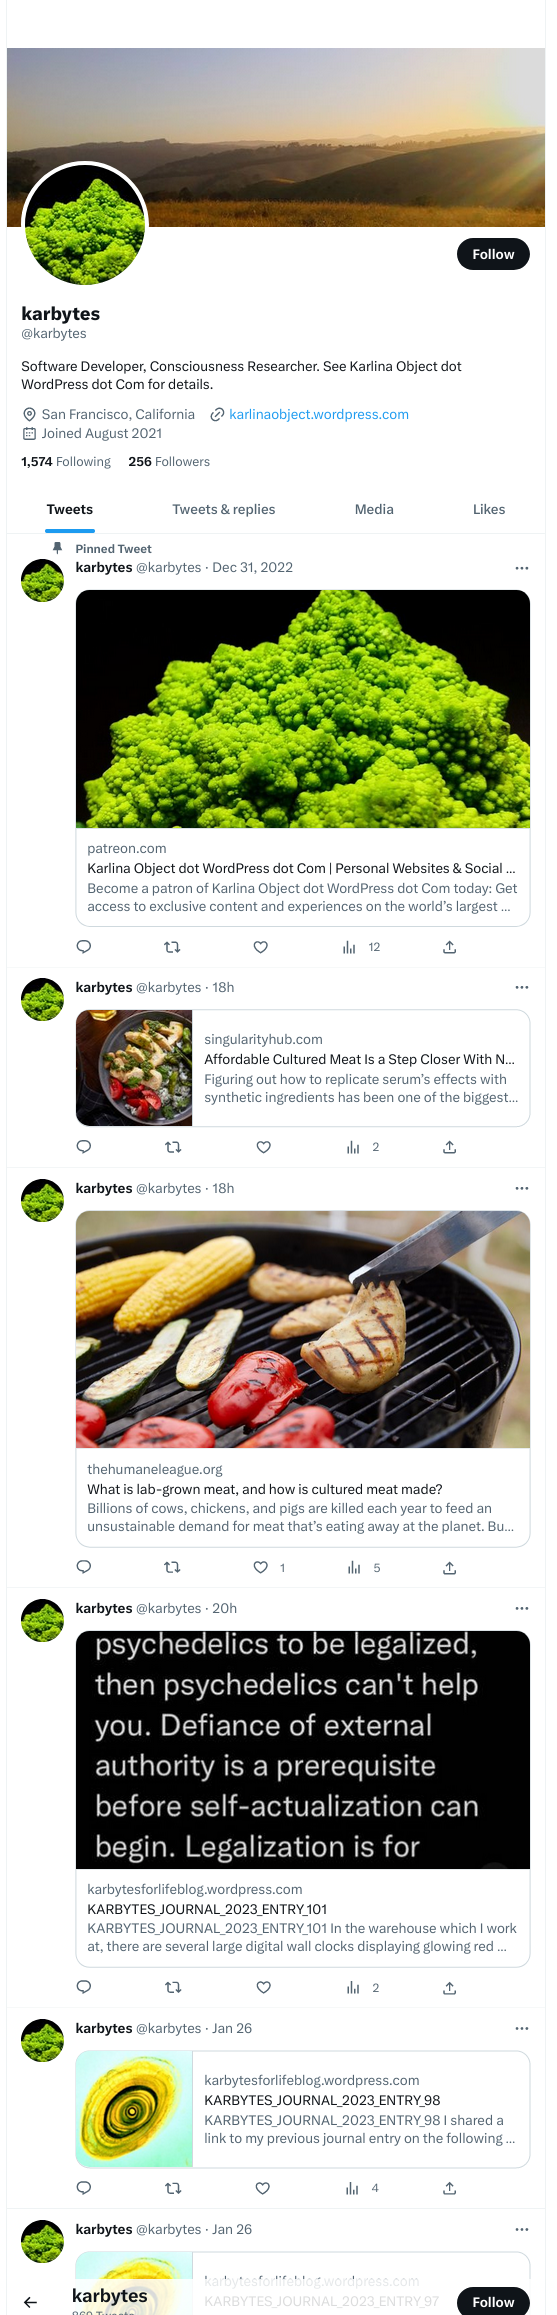 Follow
karbytes
@karbytes
Software Developer, Consciousness Researcher. See Karlina Object dot
WordPress dot Com for details.
San Francisco, California karlinaobject.wordpress.com
Joined August 2021
1,574 Following 256 Followers
Tweets Tweets & replies Media Likes
Pinned Tweet
karbytes @karbytes · Dec 31, 2022
patreon.com
Karlina Object dot WordPress dot Com | Personal Websites & Social ...
Become a patron of Karlina Object dot WordPress dot Com today: Get
access to exclusive content and experiences on the world's largest ...
12
karbytes @karbytes · 18h
singularityhub.com
Affordable Cultured Meat Is a Step Closer With N...
Figuring out how to replicate serum's effects with
synthetic ingredients has been one of the biggest...
2
karbytes @karbytes · 18h
thehumaneleague.org
What is lab-grown meat, and how is cultured meat made?
Billions of cows, chickens, and pigs are killed each year to feed an
unsustainable demand for meat that's eating away at the planet. Bu...
1 5
karbytes @karbytes · 20h
psychedelics to be legalized,
then psychedelics can't help
you. Defiance of external
authority is a prerequisite
before self-actualization can
begin. Legalization is for
karbytesforlifeblog.wordpress.com
KARBYTES_JOURNAL_2023_ENTRY_101
KARBYTES_JOURNAL_2023_ENTRY_101 In the warehouse which I work
at, there are several large digital wall clocks displaying glowing red ...
2
karbytes @karbytes · Jan 26
karbytesforlifeblog.wordpress.com
KARBYTES_JOURNAL_2023_ENTRY_98
KARBYTES_JOURNAL_2023_ENTRY_98 I shared a
link to my previous journal entry on the following ...
4
karbytes @karbytes · Jan 26
karbytesforlifeblog.wordpress.com
karbytes
KARBYTES_JOURNAL_2023_ENTRY_97
Follow
Tweets